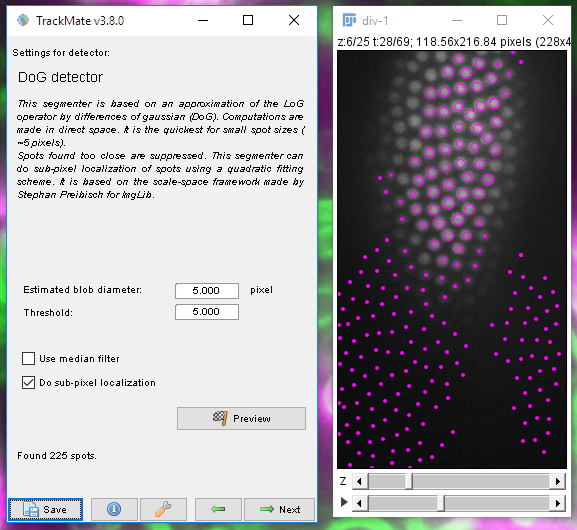 TrackMate v3.8.0
Settings for detector:
DoG detector
This segmenter is based on an approximation of the LoG
operator by differences of gaussian (DoG). Computations are
made in direct space. It is the quickest for small spot sizes (
~5 pixels).
Spots found too close are suppressed. This segmenter can
do sub-pixel localization of spots using a quadratic fitting
scheme. It is based on the scale-space framework made by
Stephan Preibisch for ImgLib.
Estimated blob diameter: 5.000 pixel
Threshold: 5.000
Use median filter
Do sub-pixel localization
Preview
Found 225 spots.
Save
Next
div-1
z:6/25 t:28/69; 118.56x216.84 pixels (228x4
Z